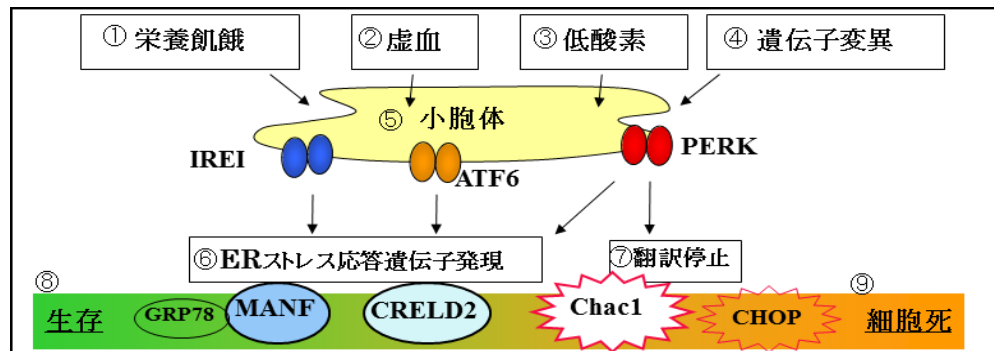 ① 栄養飢餓
② 虚血
③ 低酸素
④ 遺伝子変異
⑤ 小胞体
IREI
ATF6
PERK
⑥ERストレス応答遺伝子発現
⑦翻訳停止
⑧
⑨
生存
GRP78
MANF
CRELD2
Chac1
CHOP
細胞死